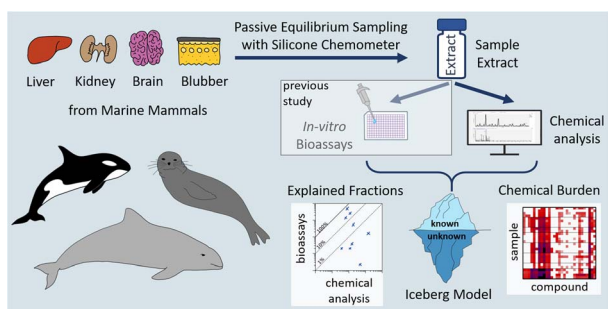 Passive Equilibrium Sampling
with Silicone Chemometer
Extract
Sample
Extract
Liver
Kidney
Brain
Blubber
from Marine Mammals
previous
study
In-vitro
Bioassays
Chemical
analysis
Explained Fractions
bioassays
100%
10%
1%
chemical
analysis
known
unknown
Iceberg Model
Chemical Burden
sample
compound